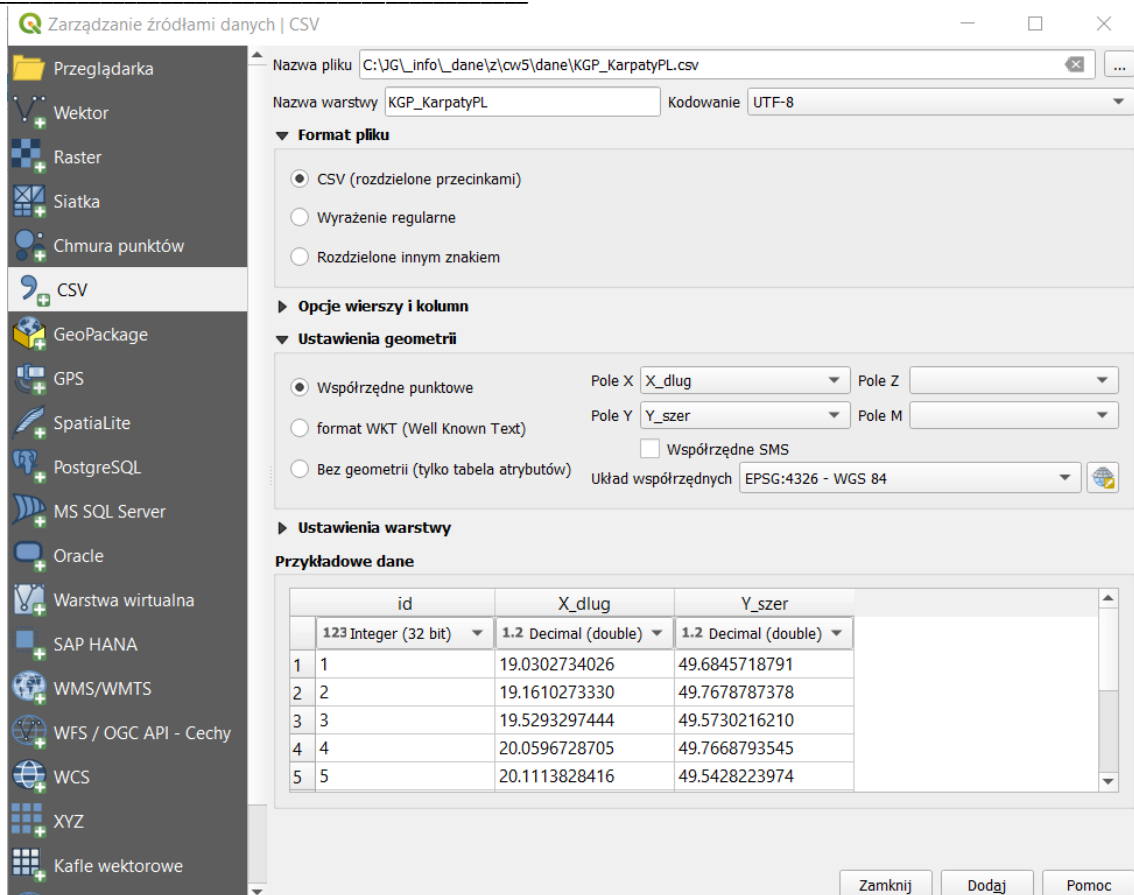 Zarządzanie źródłami danych | CSV
Przeglądarka
Wektor
Raster
Siatka
Chmura punktów
CSV
GeoPackage
GPS
SpatiaLite
PostgreSQL
MS SQL Server
Oracle
Warstwa wirtualna
SAP HANA
WMS/WMTS
WFS / OGC API - Cechy
WCS
XYZ
Kafle wektorowe
Nazwa pliku C:\JG\_info\_dane\z\cw5\dane\KGP_KarpatyPL.csv ...
Nazwa warstwy KGP_KarpatyPL Kodowanie UTF-8
Format pliku
CSV (rozdzielone przecinkami)
Wyrażenie regularne
Rozdzielone innym znakiem
Opcje wierszy i kolumn
Ustawienia geometrii
Współrzędne punktowe Pole X X_dlug Pole Z
Pole Y Y_szer Pole M
format WKT (Well Known Text)
Współrzędne SMS
Bez geometrii (tylko tabela atrybutów) Układ współrzędnych EPSG:4326 - WGS 84
Ustawienia warstwy
Przykładowe dane
id X_dlug Y_szer
123 Integer (32 bit) 1.2 Decimal (double) 1.2 Decimal (double)
1 1 19.0302734026 49.6845718791
2 2 19.1610273330 49.7678787378
3 3 19.5293297444 49.5730216210
4 4 20.0596728705 49.7668793545
5 5 20.1113828416 49.5428223974
Zamknij Dodaj Pomoc